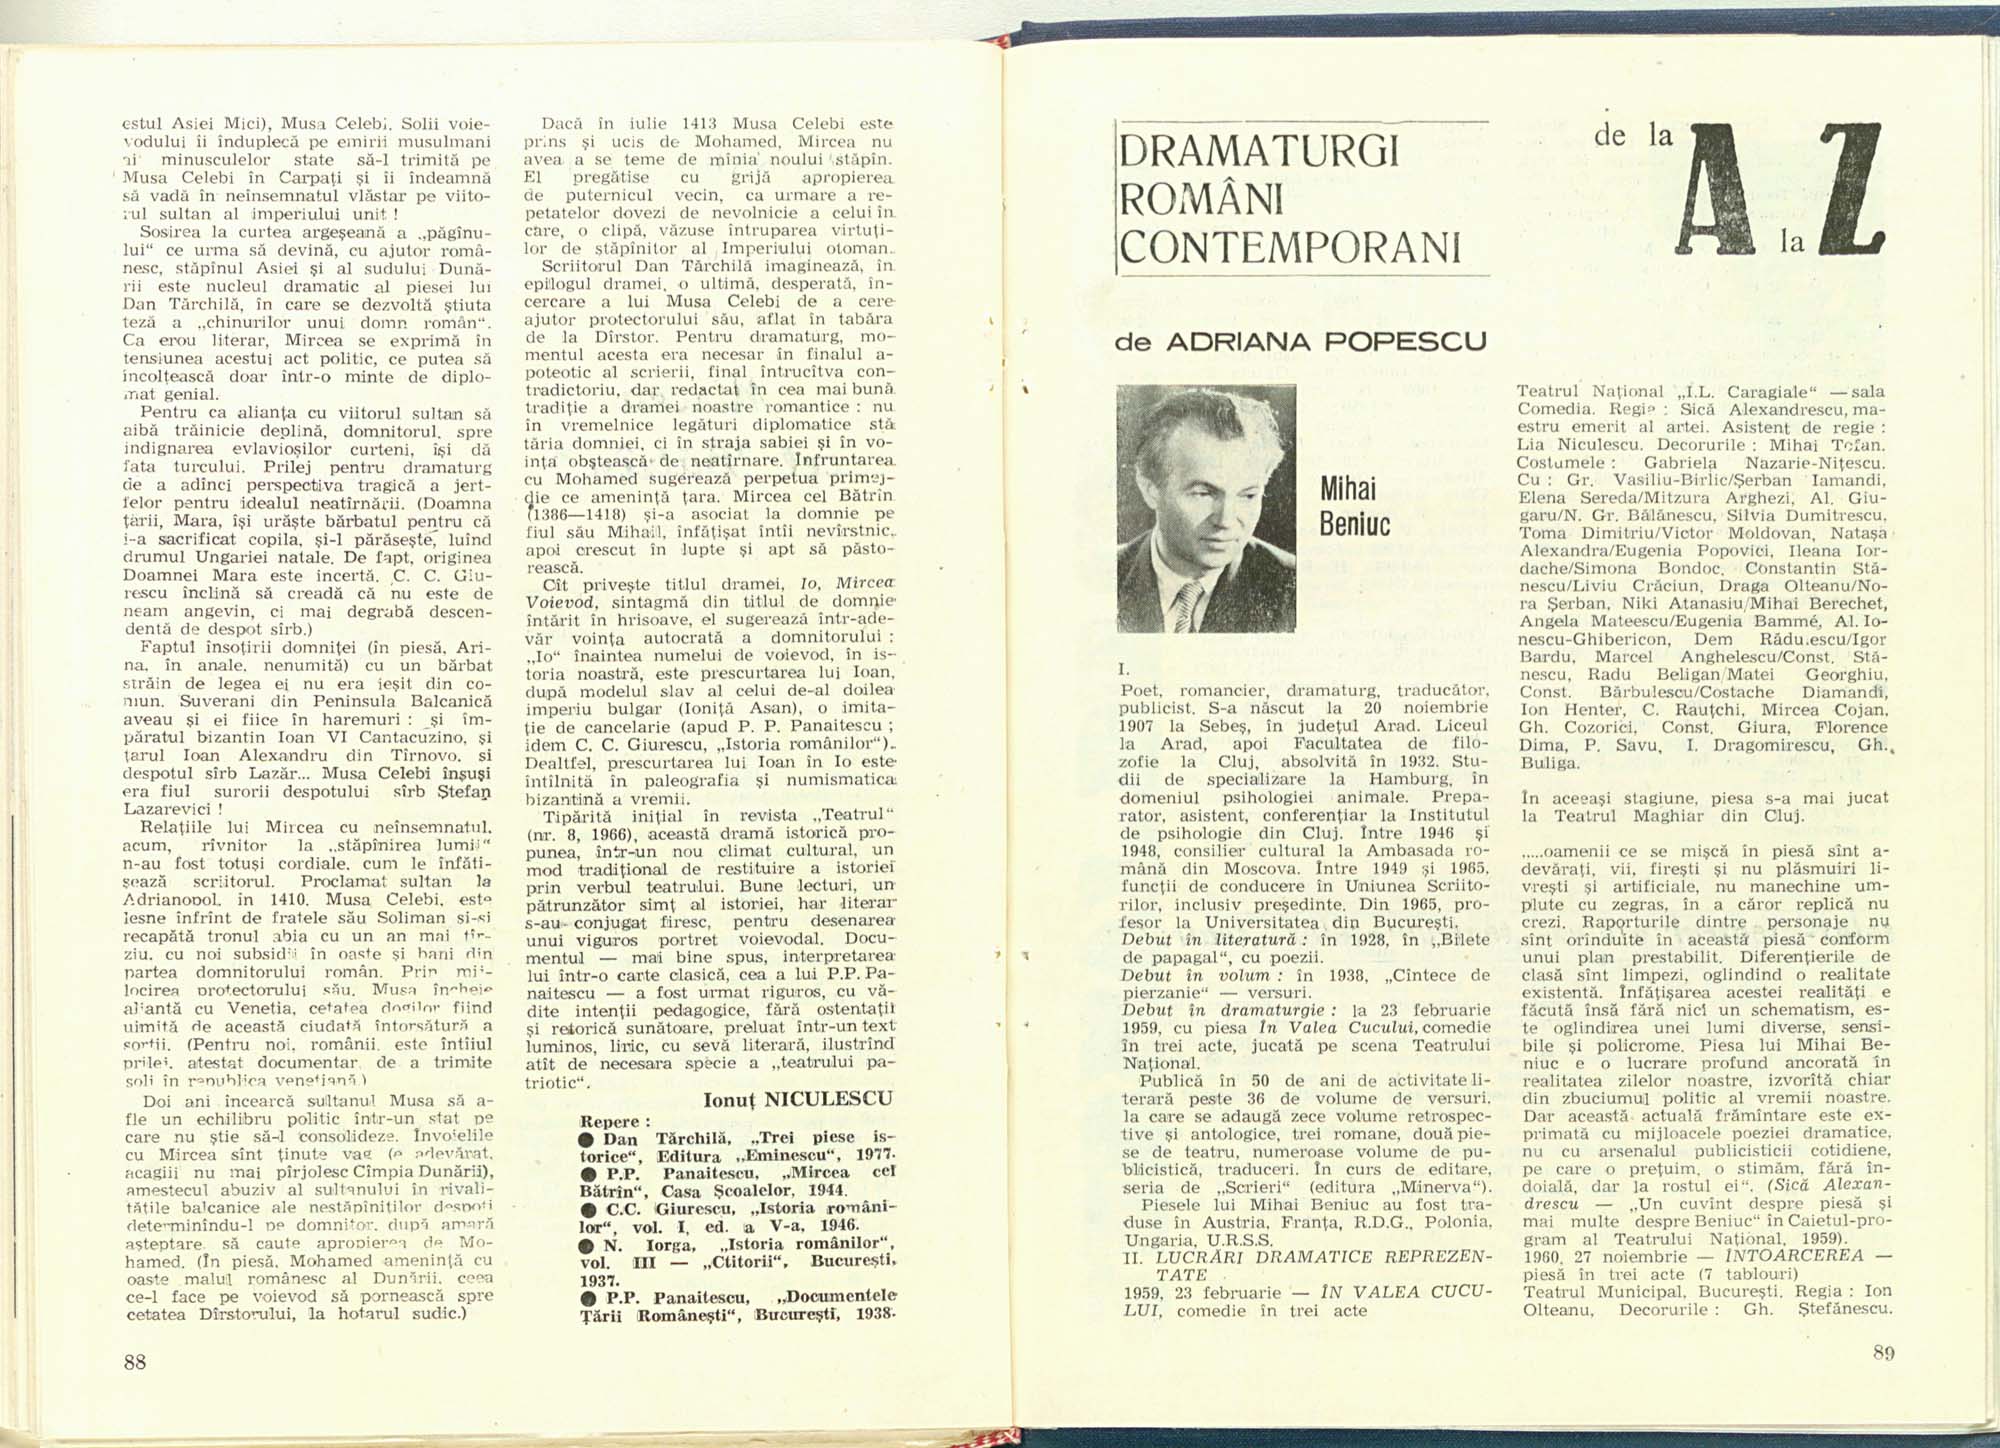 estul Asiei Mici), Musa Celebi. Solii voie-
vodului îi înduplecă pe emirii musulmani
ai minusculelor state să-l trimită pe
Musa Celebi în Carpați și îi îndeamnă
să vadă în neînsemnatul vlăstar pe viito-
rul sultan al imperiului unit !
Sosirea la curtea argeșeană a „păgînu-
lui“ ce urma să devină, cu ajutor româ-
nesc, stăpînul Asiei și al sudului Dună-
rii este nucleul dramatic al piesei lui
Dan Tărchilă, în care se dezvoltă știuta
teză a „chinurilor unui domn român“.
Ca erou literar, Mircea se exprimă în
tensiunea acestui act politic, ce putea să
incolțească doar într-o minte de diplo-
mat genial.
Pentru ca alianța cu viitorul sultan să
aibă trăinicie deplină, domnitorul, spre
indignarea evlavioșilor curteni, își dă
fata turcului. Prilej pentru dramaturg
de a adînci perspectiva tragică a jert-
felor pentru idealul neatîrnării. (Doamna
țării, Mara, își urăște bărbatul pentru că
i-a sacrificat copila, și-l părăsește, luînd
drumul Ungariei natale. De fapt, originea
Doamnei Mara este incertă. C. C. Giu-
rescu înclină să creadă că nu este de
neam angevin, ci mai degrabă descen-
dentă de despot sîrb.)
Faptul însoțirii domniței (în piesă, Ari-
na, în anale, nenumită) cu un bărbat
străin de legea ei nu era ieșit din co-
mun. Suverani din Peninsula Balcanică
aveau și ei fiice în haremuri : și îm-
păratul bizantin Ioan VI Cantacuzino, și
țarul Ioan Alexandru din Tîrnovo, și
despotul sîrb Lazăr... Musa Celebi însuși
era fiul surorii despotului sîrb Ștefan
Lazarevici !
Relațiile lui Mircea cu neînsemnatul,
acum, rîvnitor la „stăpînirea lumii“
n-au fost totuși cordiale, cum le înfăti-
șează scriitorul. Proclamat sultan la
Adrianopol, in 1410, Musa Celebi, este
lesne înfrînt de fratele său Soliman și-și
recapătă tronul abia cu un an mai tîr-
ziu, cu noi subsidii în oaste și bani din
partea domnitorului român. Prin mij-
locirea protectorului său, Musa încheie
alianță cu Veneția, cetatea dogilor fiind
uimită de această ciudată întorsătură a
sorții. (Pentru noi, românii, este întîiul
prilej, atestat documentar, de a trimite
soli în republica venețiană.)
Doi ani încearcă sultanul Musa să a-
fle un echilibru politic într-un stat pe
care nu știe să-l consolideze. Învoielile
cu Mircea sînt ținute vag (e adevărat,
acagiii nu mai pîrjolesc Cîmpia Dunării),
amestecul abuziv al sultanului în rivali-
tățile balcanice ale nestăpîniților despoți
determinîndu-l pe domnitor, după amară
așteptare, să caute apropierea de Mo-
hamed. (În piesă, Mohamed amenință cu
oaste malul românesc al Dunării, ceea
ce-l face pe voievod să pornească spre
cetatea Dîrstorului, la hotarul sudic.)
88
Dacă în iulie 1413 Musa Celebi este
prins și ucis de Mohamed, Mircea nu
avea a se teme de mînia noului stăpîn.
El pregătise cu grijă apropierea
de puternicul vecin, ca urmare a re-
petatelor dovezi de nevolnicie a celui în
care, o clipă, văzuse întruparea virtuți-
lor de stăpînitor al Imperiului otoman.
Scriitorul Dan Tărchilă imaginează, în
epilogul dramei, o ultimă, desperată, în-
cercare a lui Musa Celebi de a cere
ajutor protectorului său, aflat în tabăra
de la Dîrstor. Pentru dramaturg, mo-
mentul acesta era necesar în finalul a-
poteotic al scrierii, final întrucîtva con-
tradictoriu, dar redactat în cea mai bună
tradiție a dramei noastre romantice : nu
în vremelnice legături diplomatice stă
tăria domniei, ci în straja sabiei și în vo-
ința obștească de neatîrnare. Înfruntarea
cu Mohamed sugerează perpetua primej-
die ce amenință țara. Mircea cel Bătrîn
(1386—1418) și-a asociat la domnie pe
fiul său Mihail, înfățișat întîi nevîrstnic,
apoi crescut în lupte și apt să păsto-
rească.
Cît privește titlul dramei, Io, Mircea
Voievod, sintagmă din titlul de domnie
întărit în hrisoave, el sugerează într-ade-
văr voința autocrată a domnitorului :
„Io“ înaintea numelui de voievod, în is-
toria noastră, este prescurtarea lui Ioan,
după modelul slav al celui de-al doilea
imperiu bulgar (Ioniță Asan), o imita-
ție de cancelarie (apud P. P. Panaitescu ;
idem C. C. Giurescu, „Istoria românilor“).
Dealtfel, prescurtarea lui Ioan în Io este
întîlnită în paleografia și numismatica
bizantină a vremii.
Tipărită inițial în revista „Teatrul“
(nr. 8, 1966), această dramă istorică pro-
punea, într-un nou climat cultural, un
mod tradițional de restituire a istoriei
prin verbul teatrului. Bune lecturi, un
pătrunzător simț al istoriei, har literar
s-au conjugat firesc, pentru desenarea
unui viguros portret voievodal. Docu-
mentul — mai bine spus, interpretarea
lui într-o carte clasică, cea a lui P.P. Pa-
naitescu — a fost urmat riguros, cu vă-
dite intenții pedagogice, fără ostentații
și retorică sunătoare, preluat într-un text
luminos, liric, cu sevă literară, ilustrînd
atît de necesara specie a „teatrului pa-
triotic“.
Ionuț NICULESCU
Repere :
● Dan Tărchilă, „Trei piese is-
torice“, Editura „Eminescu“, 1977.
● P.P. Panaitescu, „Mircea cel
Bătrîn“, Casa Școalelor, 1944.
● C.C. Giurescu, „Istoria români-
lor“, vol. I, ed. a V-a, 1946.
● N. Iorga, „Istoria românilor“,
vol. III — „Ctitorii“, București,
1937.
● P.P. Panaitescu, „Documentele
Țării Românești“, București, 1938.
DRAMATURGI
ROMÂNI
CONTEMPORANI
de la A la Z
de ADRIANA POPESCU
Mihai
Beniuc
I.
Poet, romancier, dramaturg, traducător,
publicist. S-a născut la 20 noiembrie
1907 la Sebeș, în județul Arad. Liceul
la Arad, apoi Facultatea de filo-
zofie la Cluj, absolvită în 1932. Stu-
dii de specializare la Hamburg, în
domeniul psihologiei animale. Prepa-
rator, asistent, conferențiar la Institutul
de psihologie din Cluj. Între 1946 și
1948, consilier cultural la Ambasada ro-
mână din Moscova. Între 1949 și 1965,
funcții de conducere în Uniunea Scriito-
rilor, inclusiv președinte. Din 1965, pro-
fesor la Universitatea din București.
Debut în literatură : în 1928, în „Bilete
de papagal“, cu poezii.
Debut în volum : în 1938, „Cîntece de
pierzanie“ — versuri.
Debut în dramaturgie : la 23 februarie
1959, cu piesa În Valea Cucului, comedie
în trei acte, jucată pe scena Teatrului
Național.
Publică în 50 de ani de activitate li-
terară peste 36 de volume de versuri,
la care se adaugă zece volume retrospec-
tive și antologice, trei romane, două pie-
se de teatru, numeroase volume de pu-
blicistică, traduceri. În curs de editare,
seria de „Scrieri“ (editura „Minerva“).
Piesele lui Mihai Beniuc au fost tra-
duse în Austria, Franța, R.D.G., Polonia,
Ungaria, U.R.S.S.
II. LUCRĂRI DRAMATICE REPREZEN-
TATE
1959, 23 februarie — ÎN VALEA CUCU-
LUI, comedie în trei acte
Teatrul Național „I.L. Caragiale“ — sala
Comedia. Regia : Sică Alexandrescu, ma-
estru emerit al artei. Asistent de regie :
Lia Niculescu. Decorurile : Mihai Tofan.
Costumele : Gabriela Nazarie-Nițescu.
Cu : Gr. Vasiliu-Birlic/Șerban Iamandi,
Elena Sereda/Mitzura Arghezi, Al. Giu-
garu/N. Gr. Bălănescu, Silvia Dumitrescu,
Toma Dimitriu/Victor Moldovan, Natașa
Alexandra/Eugenia Popovici, Ileana Ior-
dache/Simona Bondoc, Constantin Stă-
nescu/Liviu Crăciun, Draga Olteanu/No-
ra Șerban, Niki Atanasiu/Mihai Berechet,
Angela Mateescu/Eugenia Bammé, Al. Io-
nescu-Ghibericon, Dem Rădulescu/Igor
Bardu, Marcel Anghelescu/Const. Stă-
nescu, Radu Beligan/Matei Georghiu,
Const. Bărbulescu/Costache Diamandi,
Ion Henter, C. Rauțchi, Mircea Cojan,
Gh. Cozorici, Const. Giura, Florence
Dima, P. Savu, I. Dragomirescu, Gh.
Buliga.
În aceeași stagiune, piesa s-a mai jucat
la Teatrul Maghiar din Cluj.
„...oamenii ce se mișcă în piesă sînt a-
devărați, vii, firești și nu plăsmuiri li-
vrești și artificiale, nu manechine um-
plute cu zegras, în a căror replică nu
crezi. Raporturile dintre personaje nu
sînt orînduite în această piesă conform
unui plan prestabilit. Diferențierile de
clasă sînt limpezi, oglindind o realitate
existentă. Înfățișarea acestei realități e
făcută însă fără nici un schematism, es-
te oglindirea unei lumi diverse, sensi-
bile și policrome. Piesa lui Mihai Be-
niuc e o lucrare profund ancorată în
realitatea zilelor noastre, izvorîtă chiar
din zbuciumul politic al vremii noastre.
Dar această actuală frămîntare este ex-
primată cu mijloacele poeziei dramatice,
nu cu arsenalul publicisticii cotidiene,
pe care o prețuim, o stimăm, fără în-
doială, dar la rostul ei“. (Sică Alexan-
drescu — „Un cuvînt despre piesă și
mai multe despre Beniuc“ în Caietul-pro-
gram al Teatrului Național, 1959).
1960, 27 noiembrie — ÎNTOARCEREA —
piesă în trei acte (7 tablouri)
Teatrul Municipal, București. Regia : Ion
Olteanu, Decorurile : Gh. Ștefănescu.
89